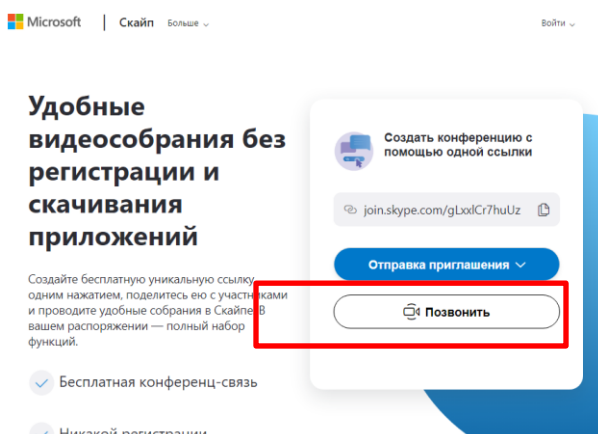 Microsoft
Скайп
Больше
Войти
Удобные
видеособрания без
регистрации и
скачивания
приложений
Создайте бесплатную уникальную ссылку
одним нажатием, поделитесь ею с участниками
и проводите удобные собрания в Скайпе. В
вашем распоряжении — полный набор
функций.
Бесплатная конференц-связь
Никакой регистрации
Создать конференцию с
помощью одной ссылки
join.skype.com/gLxxlCr7huUz
Отправка приглашения
Позвонить